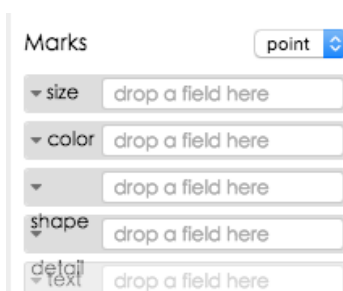 Marks point
size drop a field here
color drop a field here
drop a field here
shape drop a field here
detail
text drop a field here